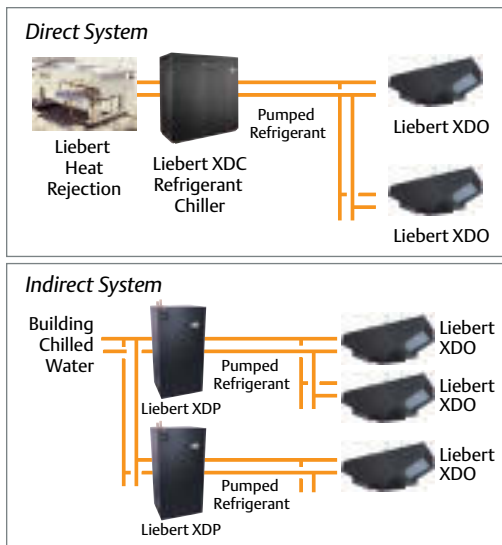 Direct System
Liebert
Heat
Rejection
Liebert XDC
Refrigerant
Chiller
Pumped
Refrigerant
Liebert XDO
Liebert XDO
Indirect System
Building
Chilled
Water
Liebert XDP
Pumped
Refrigerant
Liebert
XDO
Liebert
XDO
Liebert XDP
Pumped
Refrigerant
Liebert
XDO